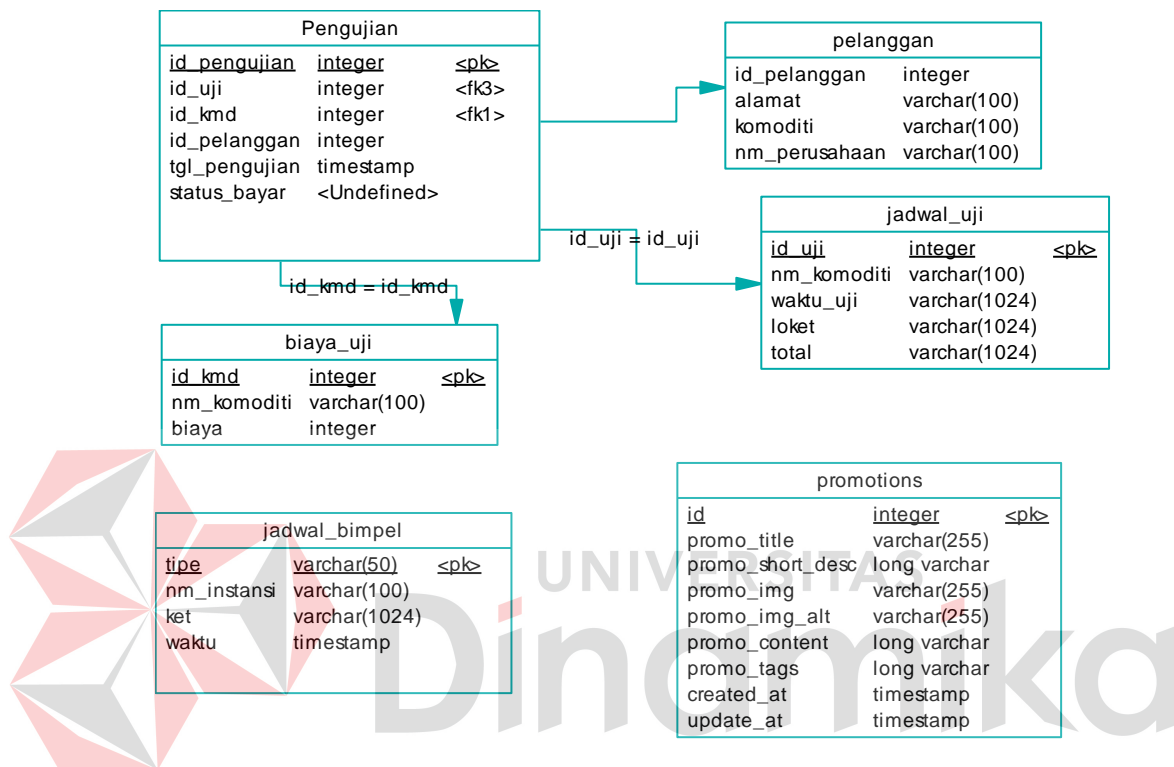 Pengujian
id_pengujian integer <pk>
id_uji integer <fk3>
id_kmd integer <fk1>
id_pelanggan integer
tgl_pengujian timestamp
status_bayar <Undefined>
pelanggan
id_pelanggan integer
alamat varchar(100)
komoditi varchar(100)
nm_perusahaan varchar(100)
id_uji = id_uji
jadwal_uji
id_uji integer <pk>
nm_komoditi varchar(100)
waktu_uji varchar(1024)
loket varchar(1024)
total varchar(1024)
id_kmd = id_kmd
biaya_uji
id_kmd integer <pk>
nm_komoditi varchar(100)
biaya integer
jadwal_bimpel
tipe varchar(50) <pk>
nm_instansi varchar(100)
ket varchar(1024)
waktu timestamp
promotions
id integer <pk>
promo_title varchar(255)
promo_short_desc long varchar
promo_img varchar(255)
promo_img_alt varchar(255)
promo_content long varchar
promo_tags long varchar
created_at timestamp
update_at timestamp
UNIVERSITAS
Dinamika